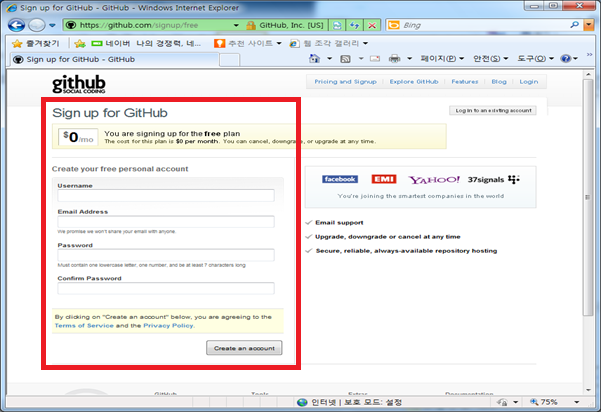 Sign up for GitHub - GitHub - Windows Internet Explorer
https://github.com/signup/free
GitHub, Inc. [US]
Bing
즐겨찾기
네이버 나의 경쟁력, 네...
추천 사이트
웹 조각 갤러리
Sign up for GitHub - GitHub
페이지(P)
안전(S)
도구(O)
github
SOCIAL CODING
Pricing and Signup
Explore GitHub
Features
Blog
Login
Sign up for GitHub
Log in to an existing account
$0/mo
You are signing up for the free plan
The cost for this plan is $0 per month. You can cancel, downgrade, or upgrade at any time.
Create your free personal account
Username
Email Address
We promise we won't share your email with anyone.
Password
Must contain one lowercase letter, one number, and be at least 7 characters long.
Confirm Password
By clicking on "Create an account" below, you are agreeing to the
Terms of Service and the Privacy Policy.
Create an account
facebook
EMI
YAHOO!
37signals
You're joining the smartest companies in the world
Email support
Upgrade, downgrade or cancel at any time
Secure, reliable, always-available repository hosting
GitHub
Tools
Extras
Documentation
인터넷 | 보호 모드: 설정
75%